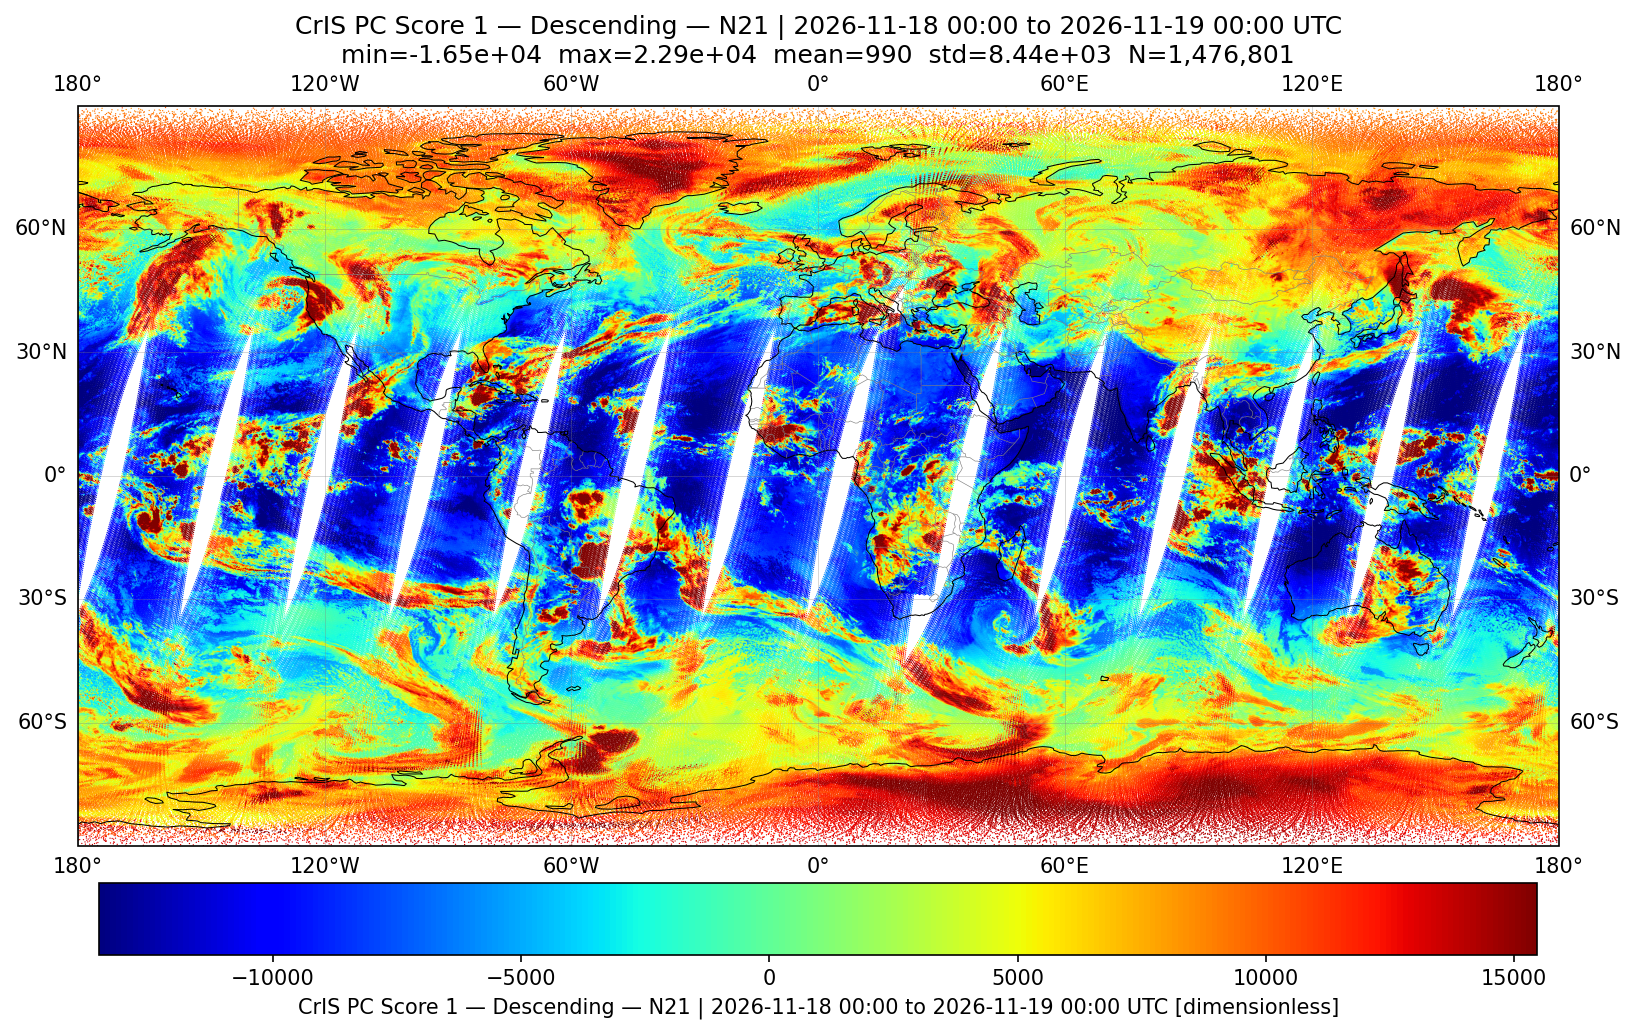 CrIS PC Score 1 — Descending — N21 | 2026-11-18 00:00 to 2026-11-19 00:00 UTC
min=-1.65e+04  max=2.29e+04  mean=990  std=8.44e+03  N=1,476,801
180° 120°W 60°W 0° 60°E 120°E 180°
60°N 60°N
30°N 30°N
0° 0°
30°S 30°S
60°S 60°S
180° 120°W 60°W 0° 60°E 120°E 180°
−10000 −5000 0 5000 10000 15000
CrIS PC Score 1 — Descending — N21 | 2026-11-18 00:00 to 2026-11-19 00:00 UTC [dimensionless]